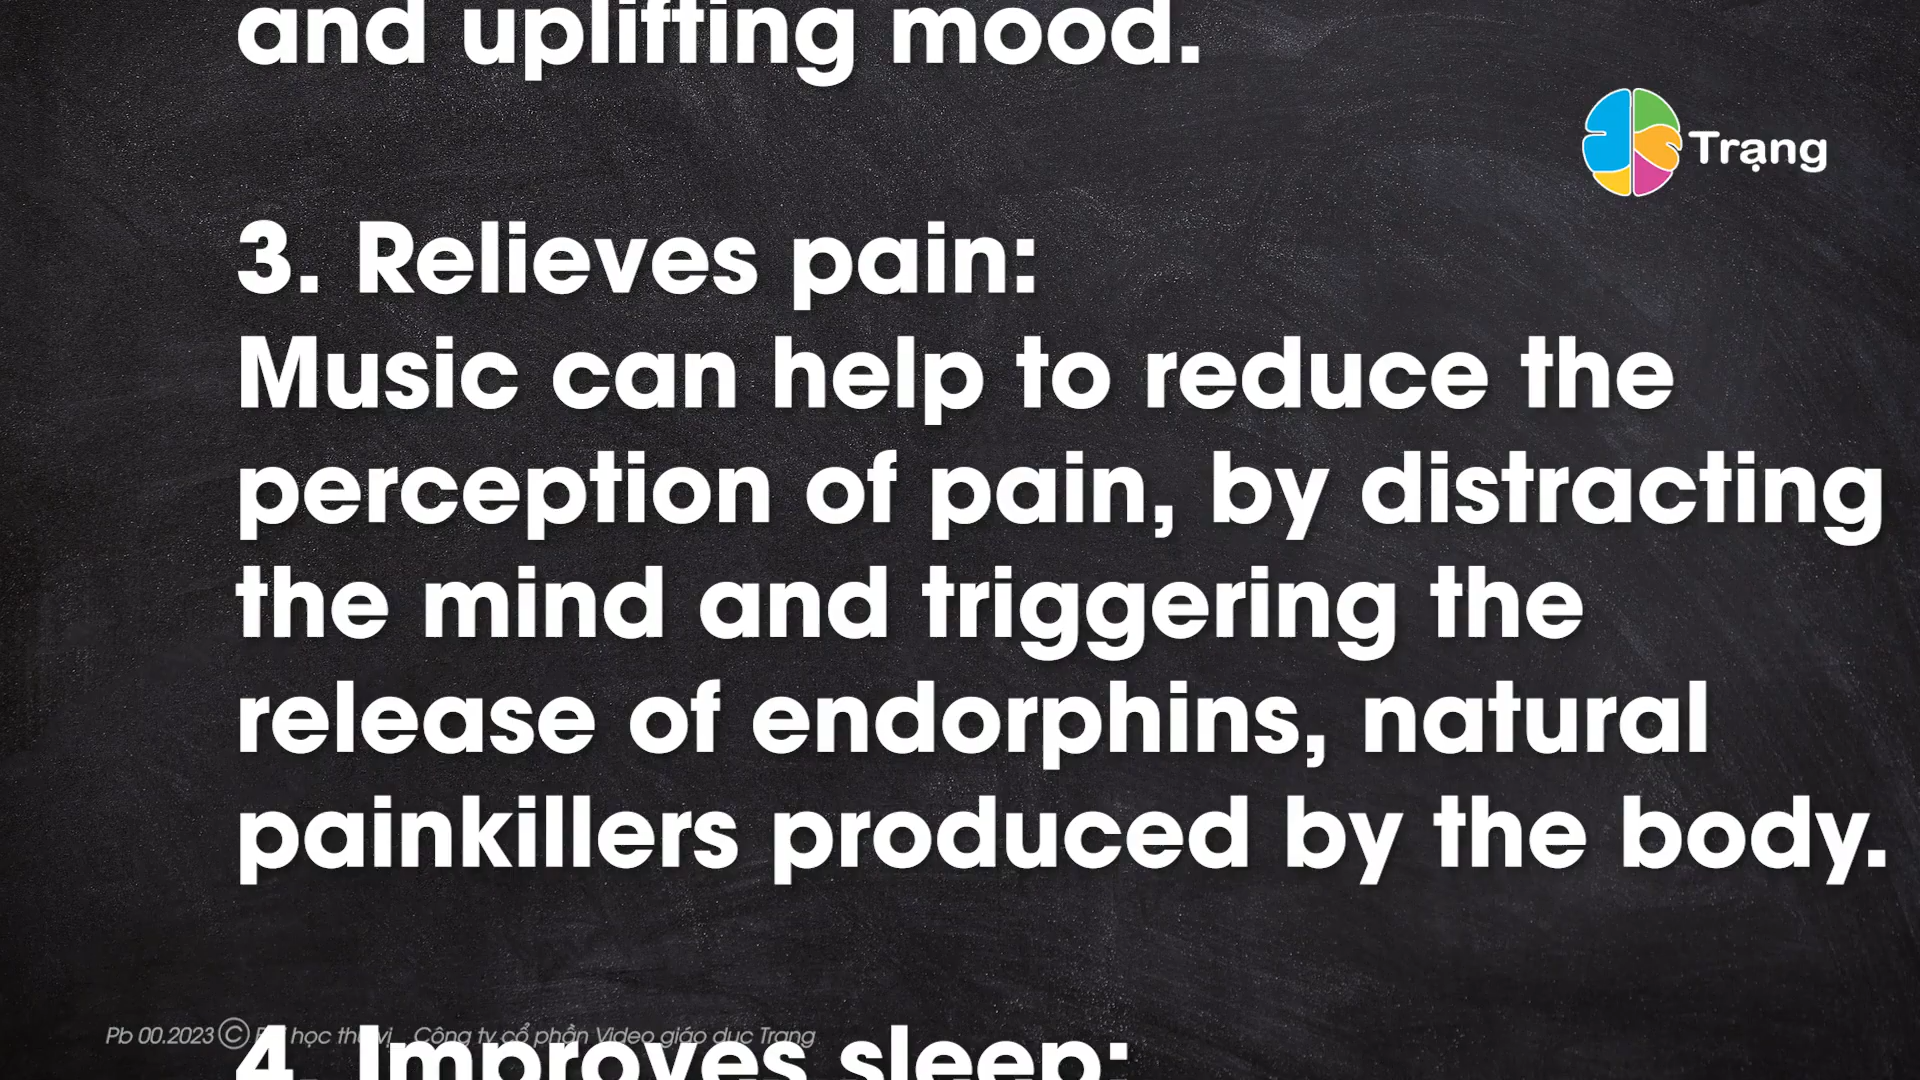 and uplifting mood.
Trạng
3. Relieves pain:
Music can help to reduce the
perception of pain, by distracting
the mind and triggering the
release of endorphins, natural
painkillers produced by the body.
Pb 00.2023 © học thú vị - Công ty cổ phần Video giáo dục Trạng
4. Improves sleep: